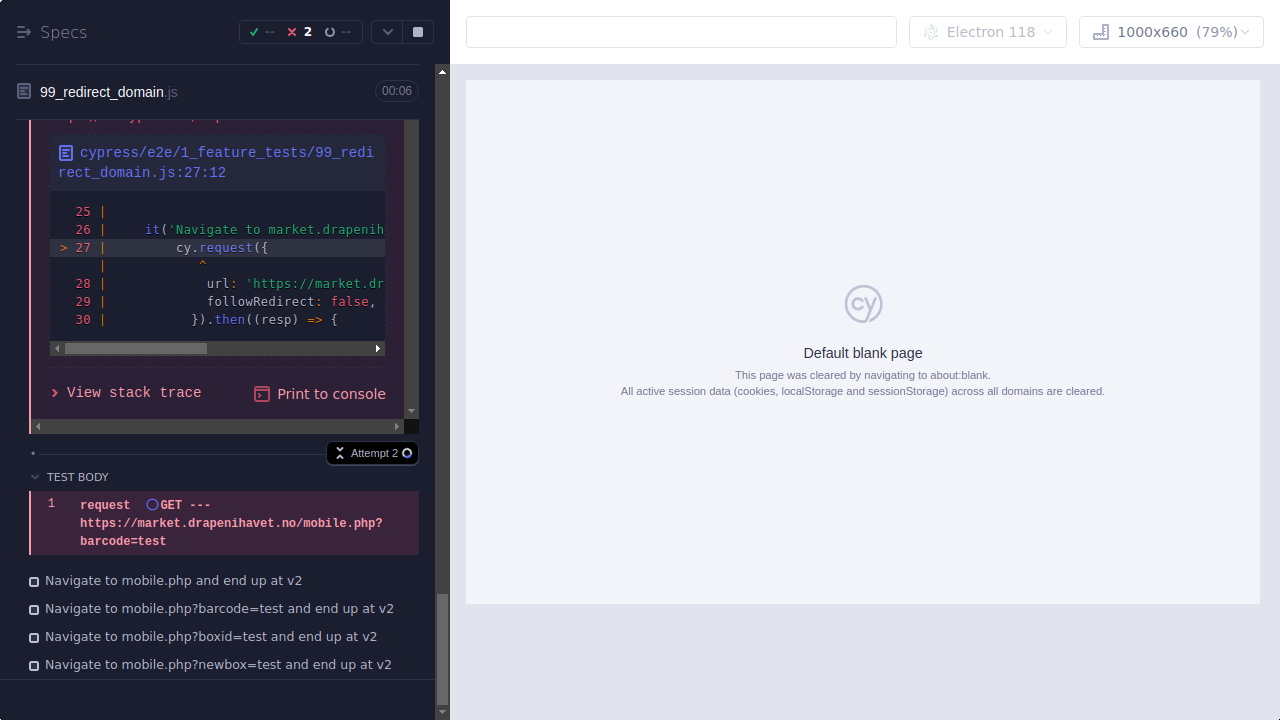 Specs
-- 2 --
Electron 118
1000x660 (79%)
99_redirect_domain.js
00:06
cypress/e2e/1_feature_tests/99_redi
rect_domain.js:27:12
25 |
26 | it('Navigate to market.drapenih
> 27 | cy.request({
| ^
28 | url: 'https://market.dr
29 | followRedirect: false,
30 | }).then((resp) => {
View stack trace
Print to console
Attempt 2
TEST BODY
1 request GET ---
https://market.drapenihavet.no/mobile.php?
barcode=test
Navigate to mobile.php and end up at v2
Navigate to mobile.php?barcode=test and end up at v2
Navigate to mobile.php?boxid=test and end up at v2
Navigate to mobile.php?newbox=test and end up at v2
cy
Default blank page
This page was cleared by navigating to about:blank.
All active session data (cookies, localStorage and sessionStorage) across all domains are cleared.